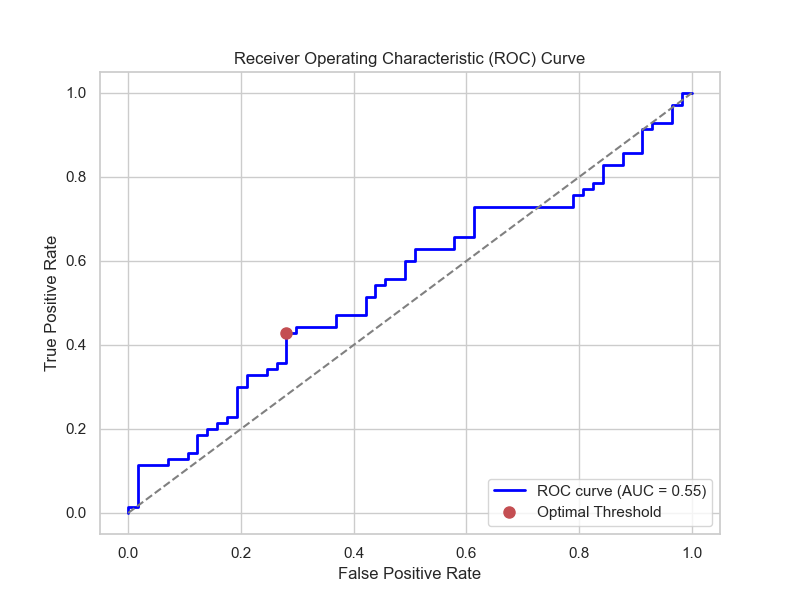 Receiver Operating Characteristic (ROC) Curve
True Positive Rate
1.0
0.8
0.6
0.4
0.2
0.0
0.0 0.2 0.4 0.6 0.8 1.0
False Positive Rate
ROC curve (AUC = 0.55)
Optimal Threshold